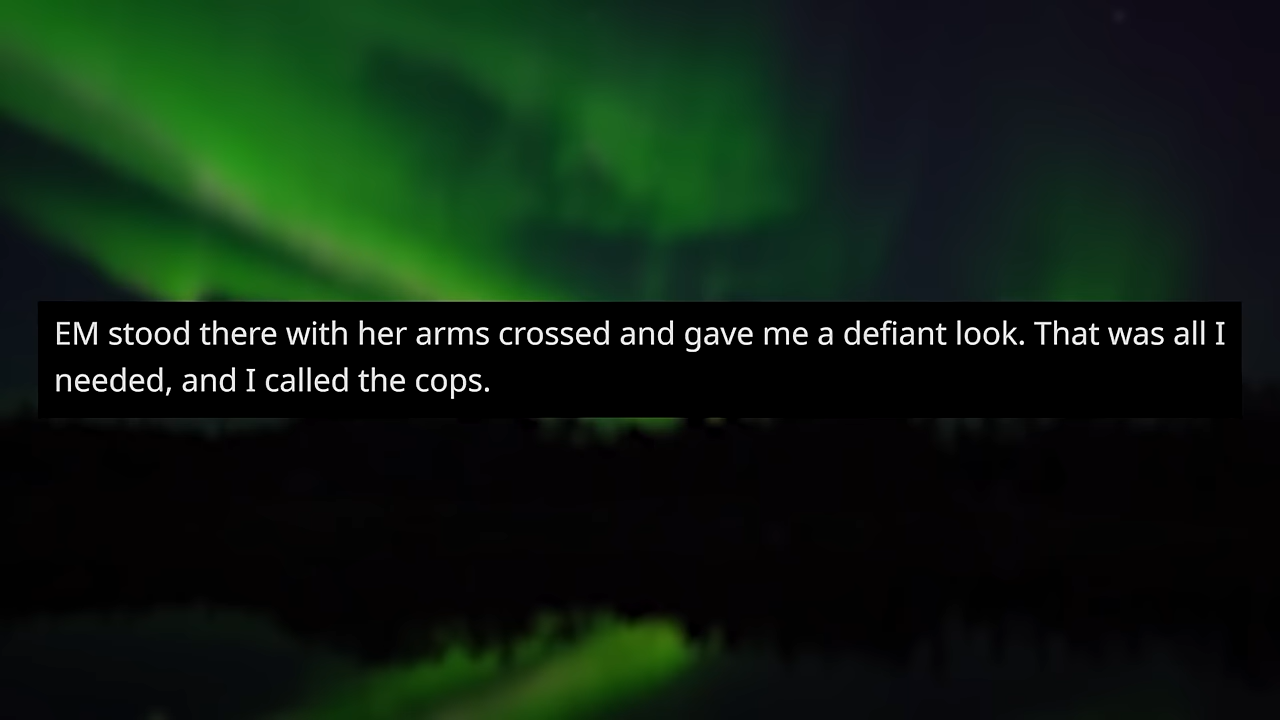 EM stood there with her arms crossed and gave me a defiant look. That was all I
needed, and I called the cops.